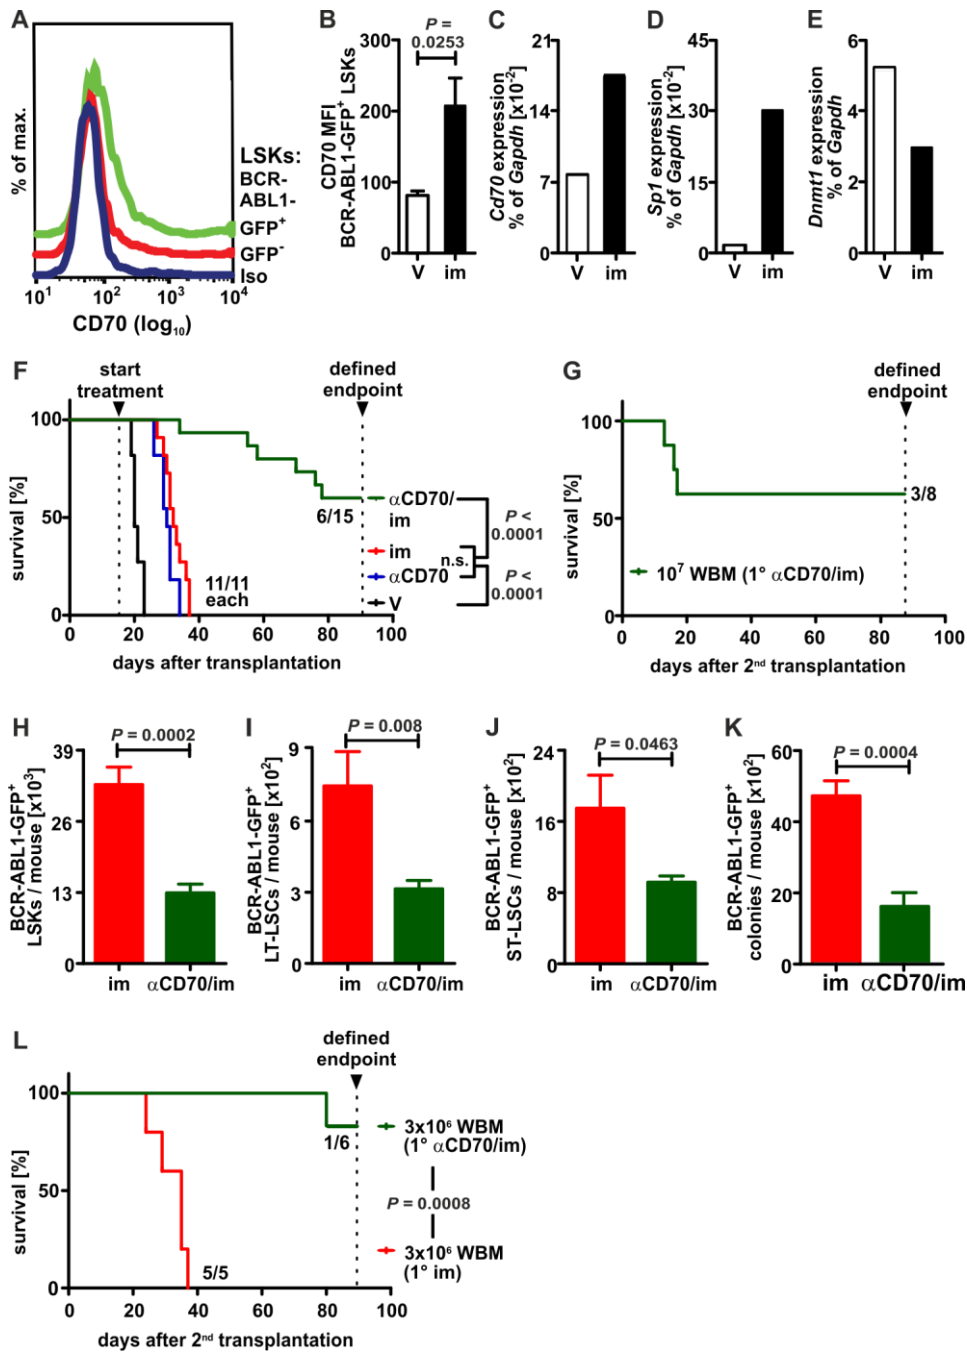 A
% of max.
LSKs:
BCR-
ABL1-
GFP⁺
GFP⁻
Iso
10¹ 10² 10³ 10⁴
CD70 (log₁₀)
B
P =
0.0253
CD70 MFI
BCR-ABL1-GFP⁺ LSKs
300
200
100
0
V im
C
Cd70 expression
% of Gapdh [x10⁻²]
21
14
7
0
V im
D
Sp1 expression
% of Gapdh [x10⁻²]
45
30
15
0
V im
E
Dnmt1 expression
% of Gapdh
6
4
2
0
V im
F
start
treatment
defined
endpoint
survival [%]
100
50
0
0 20 40 60 80 100
days after transplantation
11/11
each
6/15
αCD70/
im
im
αCD70
V
n.s.
P <
0.0001
P <
0.0001
G
defined
endpoint
survival [%]
100
50
0
3/8
10⁷ WBM (1° αCD70/im)
0 20 40 60 80 100
days after 2ⁿᵈ transplantation
H
P = 0.0002
BCR-ABL1-GFP⁺
LSKs / mouse [x10³]
39
26
13
0
im αCD70/im
I
P = 0.008
BCR-ABL1-GFP⁺
LT-LSCs / mouse [x10²]
9
6
3
0
im αCD70/im
J
P = 0.0463
BCR-ABL1-GFP⁺
ST-LSCs / mouse [x10²]
24
16
8
0
im αCD70/im
K
P = 0.0004
BCR-ABL1-GFP⁺
colonies / mouse [x10²]
60
40
20
0
im αCD70/im
L
defined
endpoint
survival [%]
100
50
0
1/6
5/5
3x10⁶ WBM
(1° αCD70/im)
P = 0.0008
3x10⁶ WBM
(1° im)
0 20 40 60 80 100
days after 2ⁿᵈ transplantation